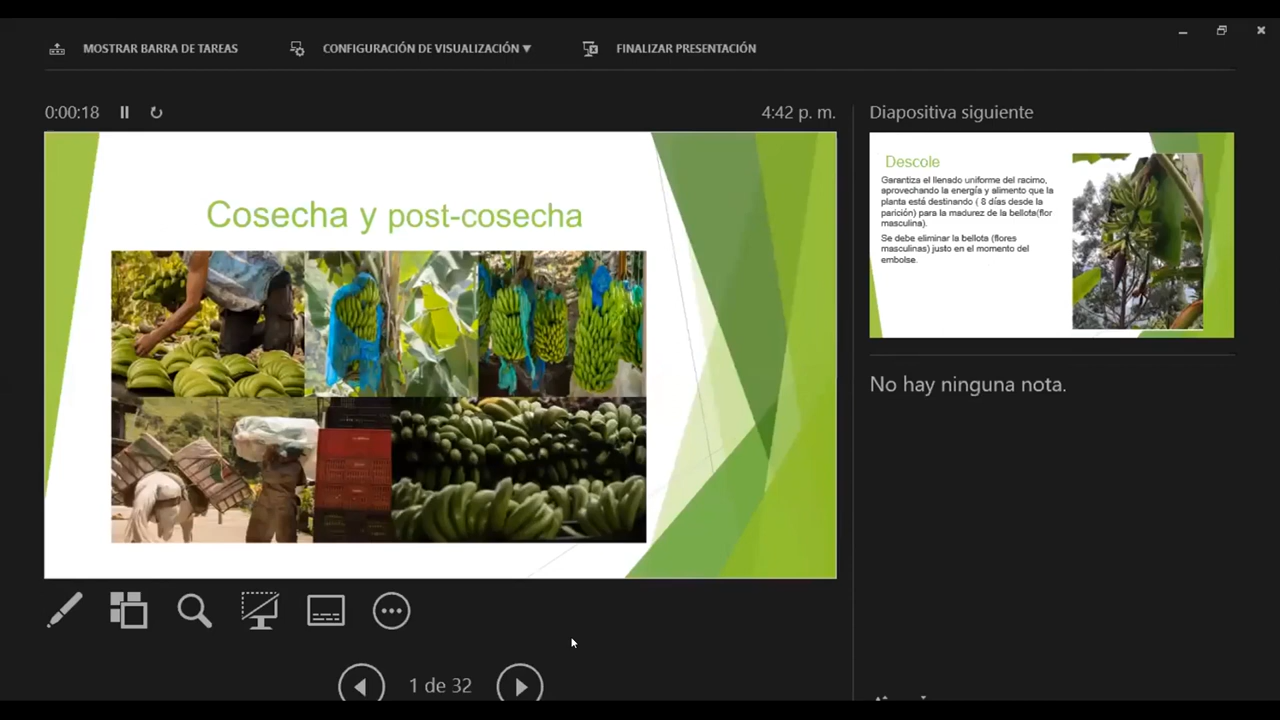 MOSTRAR BARRA DE TAREAS
CONFIGURACIÓN DE VISUALIZACIÓN ▼
FINALIZAR PRESENTACIÓN
0:00:18
4:42 p. m.
Cosecha y post-cosecha
Diapositiva siguiente
Descole
Garantiza el llenado uniforme del racimo,
aprovechando la energía y alimento que la
planta está destinando ( 8 días desde la
parición) para la madurez de la bellota(flor
masculina).
Se debe eliminar la bellota (flores
masculinas) justo en el momento del
embolse.
No hay ninguna nota.
1 de 32